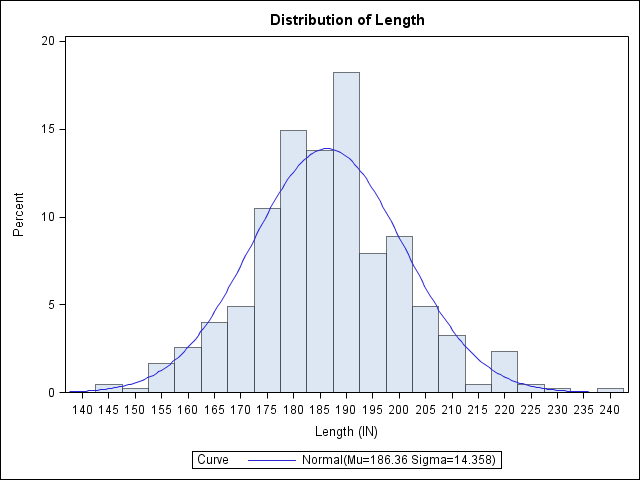 Distribution of Length
20
15
10
5
0
Percent
140 145 150 155 160 165 170 175 180 185 190 195 200 205 210 215 220 225 230 235 240
Length (IN)
Curve Normal(Mu=186.36 Sigma=14.358)